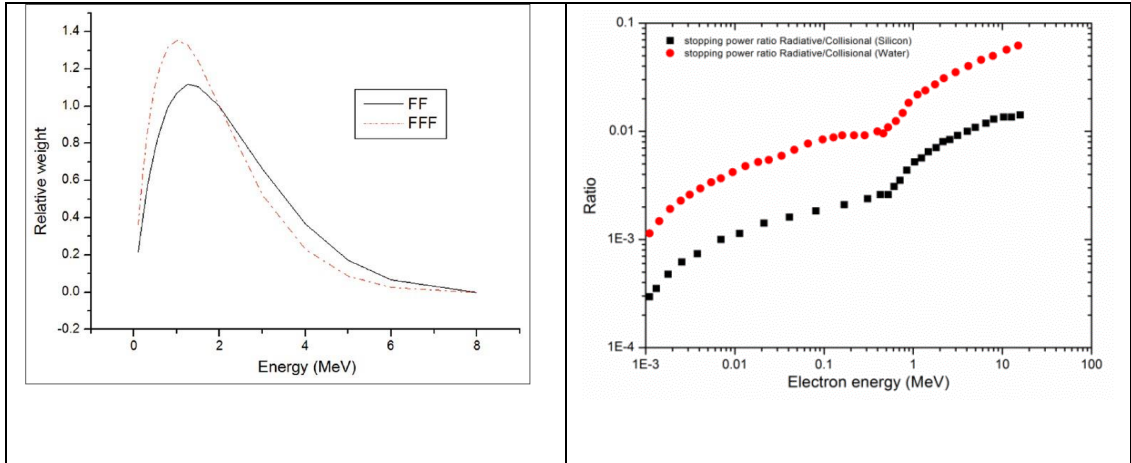 1.4
1.2
1.0
0.8
0.6
0.4
0.2
0.0
-0.2
Relative weight
FF
FFF
0
2
4
6
8
Energy (MeV)
0.1
0.01
1E-3
1E-4
Ratio
stopping power ratio Radiative/Collisional (Silicon)
stopping power ratio Radiative/Collisional (Water)
1E-3
0.01
0.1
1
10
100
Electron energy (MeV)